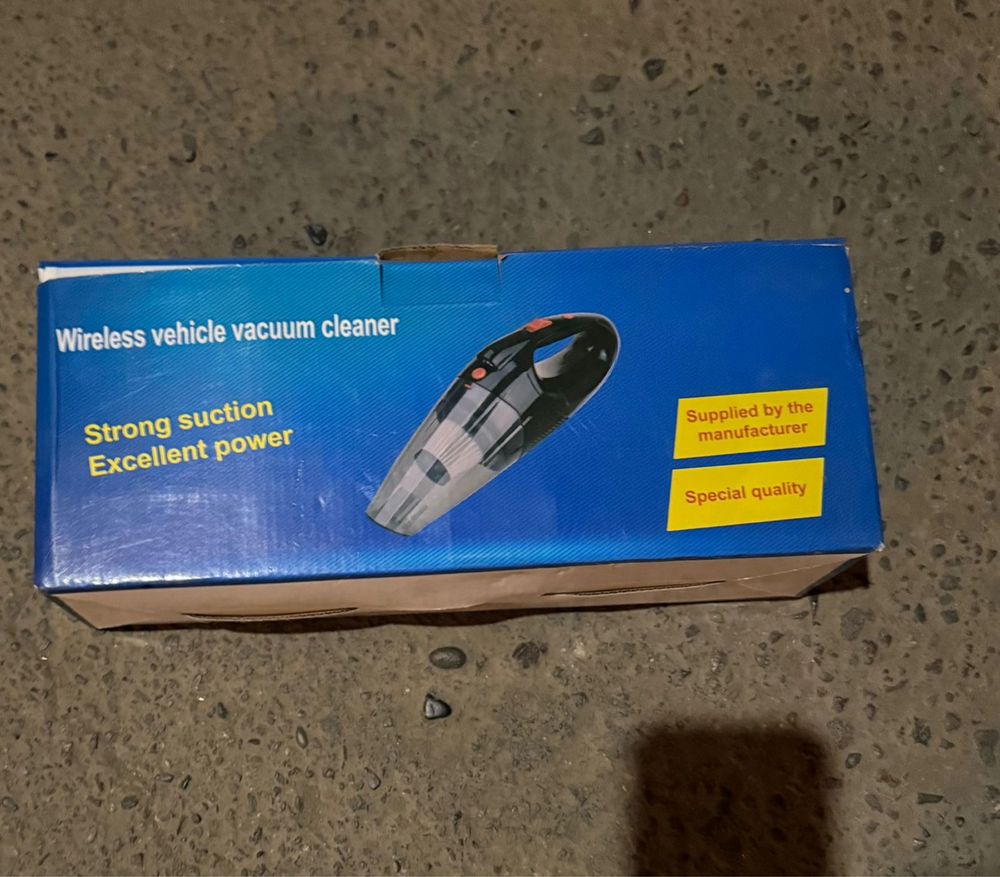 Wireless vehicle vacuum cleaner
Strong suction
Excellent power
Supplied by the
manufacturer
Special quality